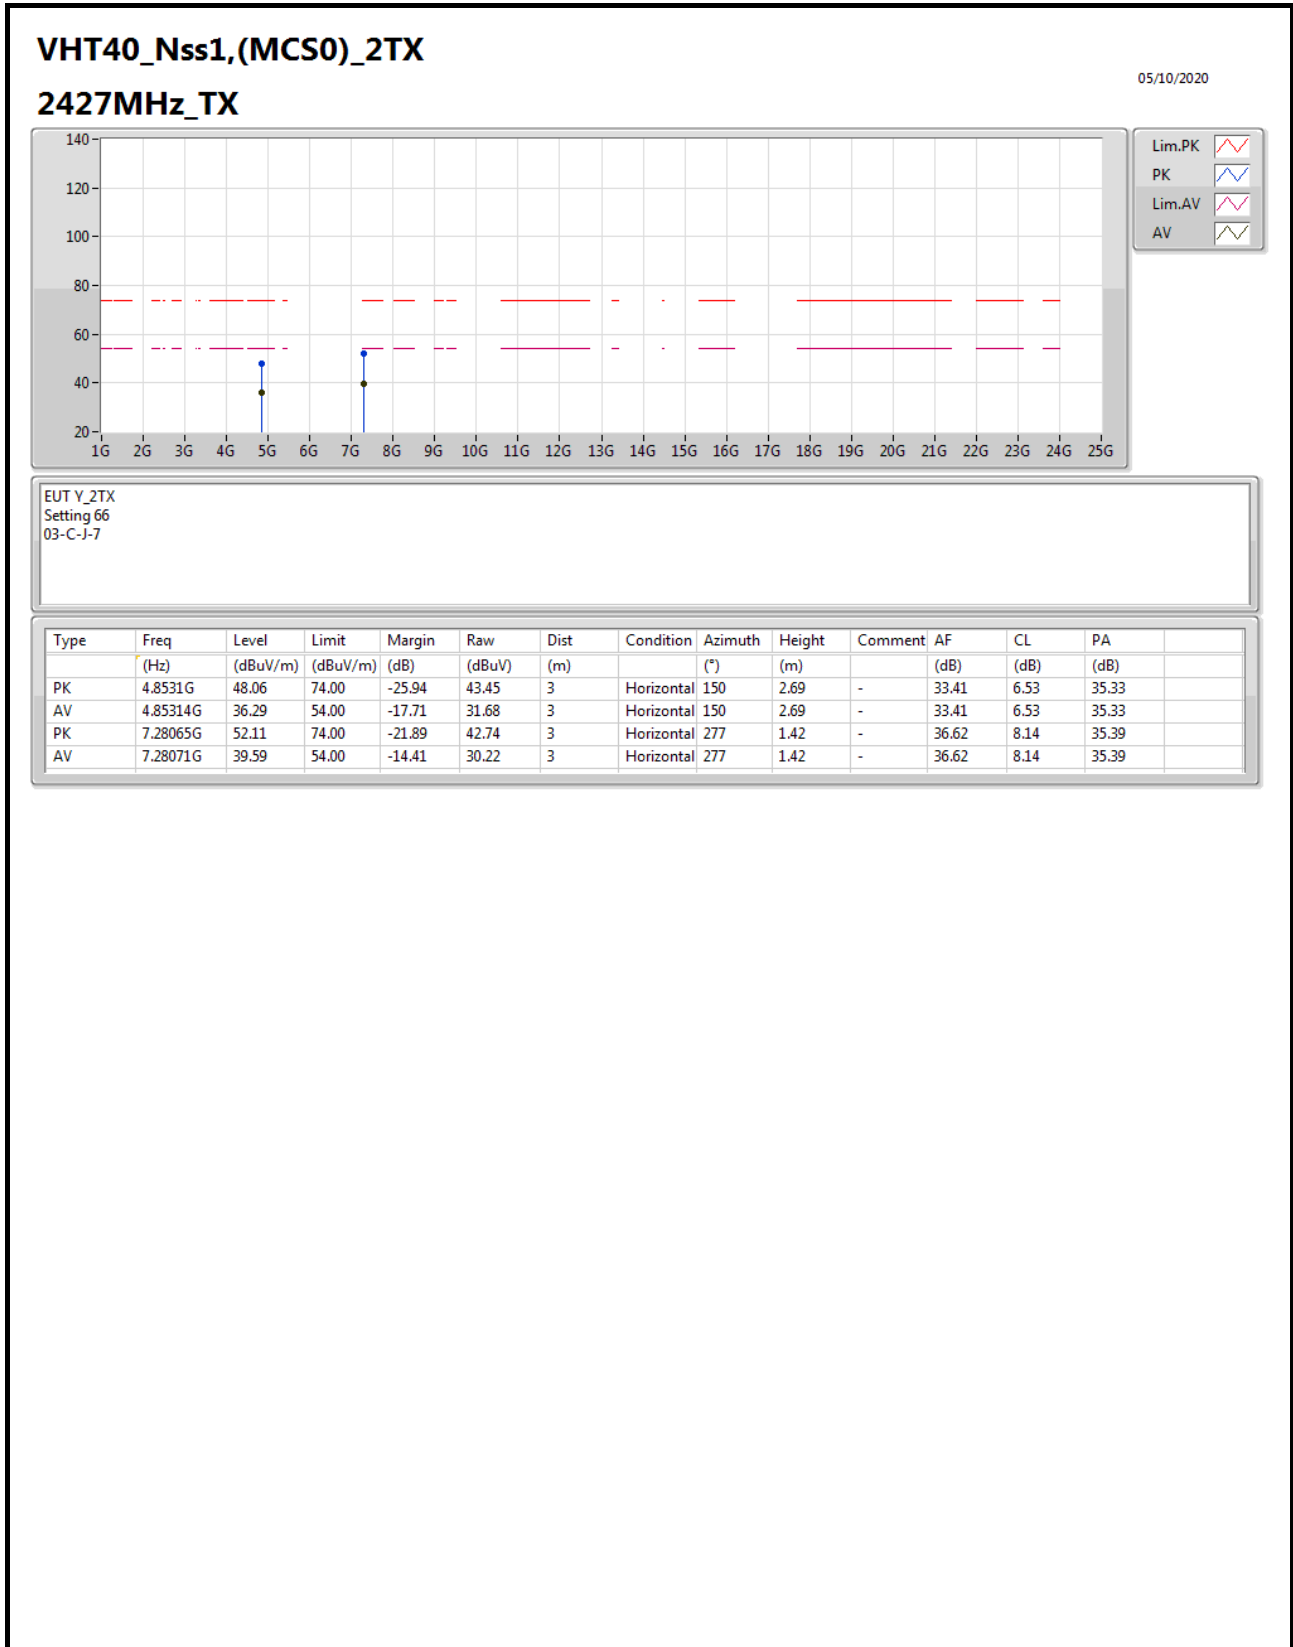 VHT40_Nss1,(MCS0)_2TX
05/10/2020
2427MHz_TX
140
120
100
80
60
40
20
1G 2G 3G 4G 5G 6G 7G 8G 9G 10G 11G 12G 13G 14G 15G 16G 17G 18G 19G 20G 21G 22G 23G 24G 25G
Lim.PK
PK
Lim.AV
AV
EUT Y_2TX
Setting 66
03-C-J-7
Type Freq Level Limit Margin Raw Dist Condition Azimuth Height Comment AF CL PA
(Hz) (dBuV/m) (dBuV/m) (dB) (dBuV) (m) (°) (m) (dB) (dB) (dB)
PK 4.8531G 48.06 74.00 -25.94 43.45 3 Horizontal 150 2.69 - 33.41 6.53 35.33
AV 4.85314G 36.29 54.00 -17.71 31.68 3 Horizontal 150 2.69 - 33.41 6.53 35.33
PK 7.28065G 52.11 74.00 -21.89 42.74 3 Horizontal 277 1.42 - 36.62 8.14 35.39
AV 7.28071G 39.59 54.00 -14.41 30.22 3 Horizontal 277 1.42 - 36.62 8.14 35.39